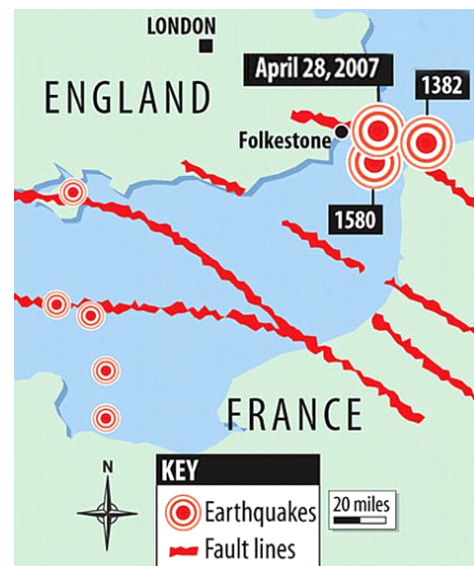 LONDON
ENGLAND
April 28, 2007
1382
Folkestone
1580
FRANCE
N
KEY
Earthquakes
Fault lines
20 miles